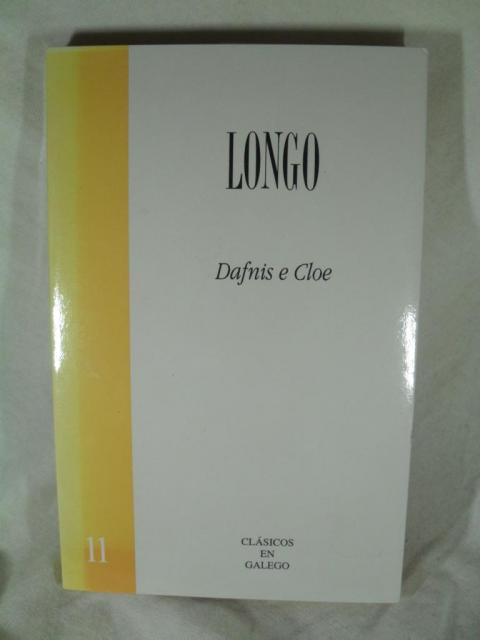 LONGO
Dafnis e Cloe
11
CLÁSICOS
EN
GALEGO